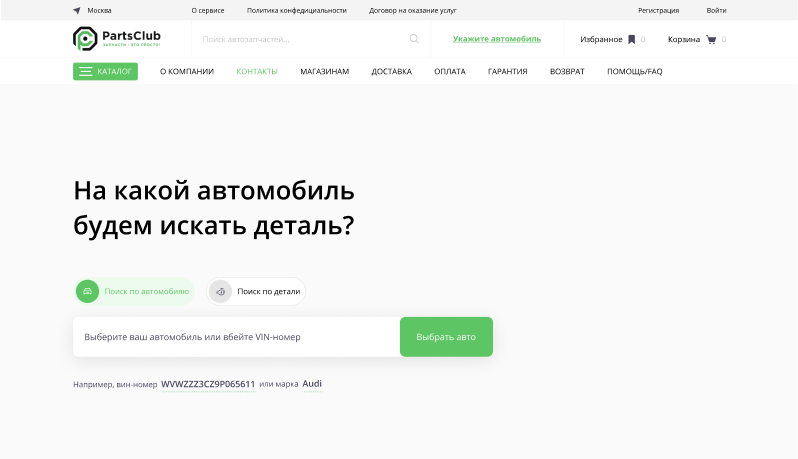 Москва
О сервисе
Политика конфедициальности
Договор на оказание услуг
Регистрация
Войти
PartsClub
ЗАПЧАСТИ - ЭТО ПРОСТО!
Поиск автозапчастей...
Укажите автомобиль
Избранное 0
Корзина 0
КАТАЛОГ
О КОМПАНИИ
КОНТАКТЫ
МАГАЗИНАМ
ДОСТАВКА
ОПЛАТА
ГАРАНТИЯ
ВОЗВРАТ
ПОМОЩЬ/FAQ
На какой автомобиль
будем искать деталь?
Поиск по автомобилю
Поиск по детали
Выберите ваш автомобиль или вбейте VIN-номер
Выбрать авто
Например, вин-номер WVWZZZ3CZ9P065611 или марка Audi